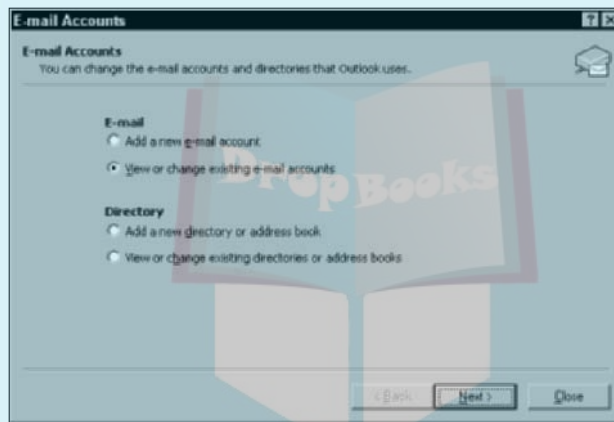 E-mail Accounts
E-mail Accounts
You can change the e-mail accounts and directories that Outlook uses.
E-mail
Add a new e-mail account
View or change existing e-mail accounts
DropBooks
Directory
Add a new directory or address book
View or change existing directories or address books
< Back
Next >
Close